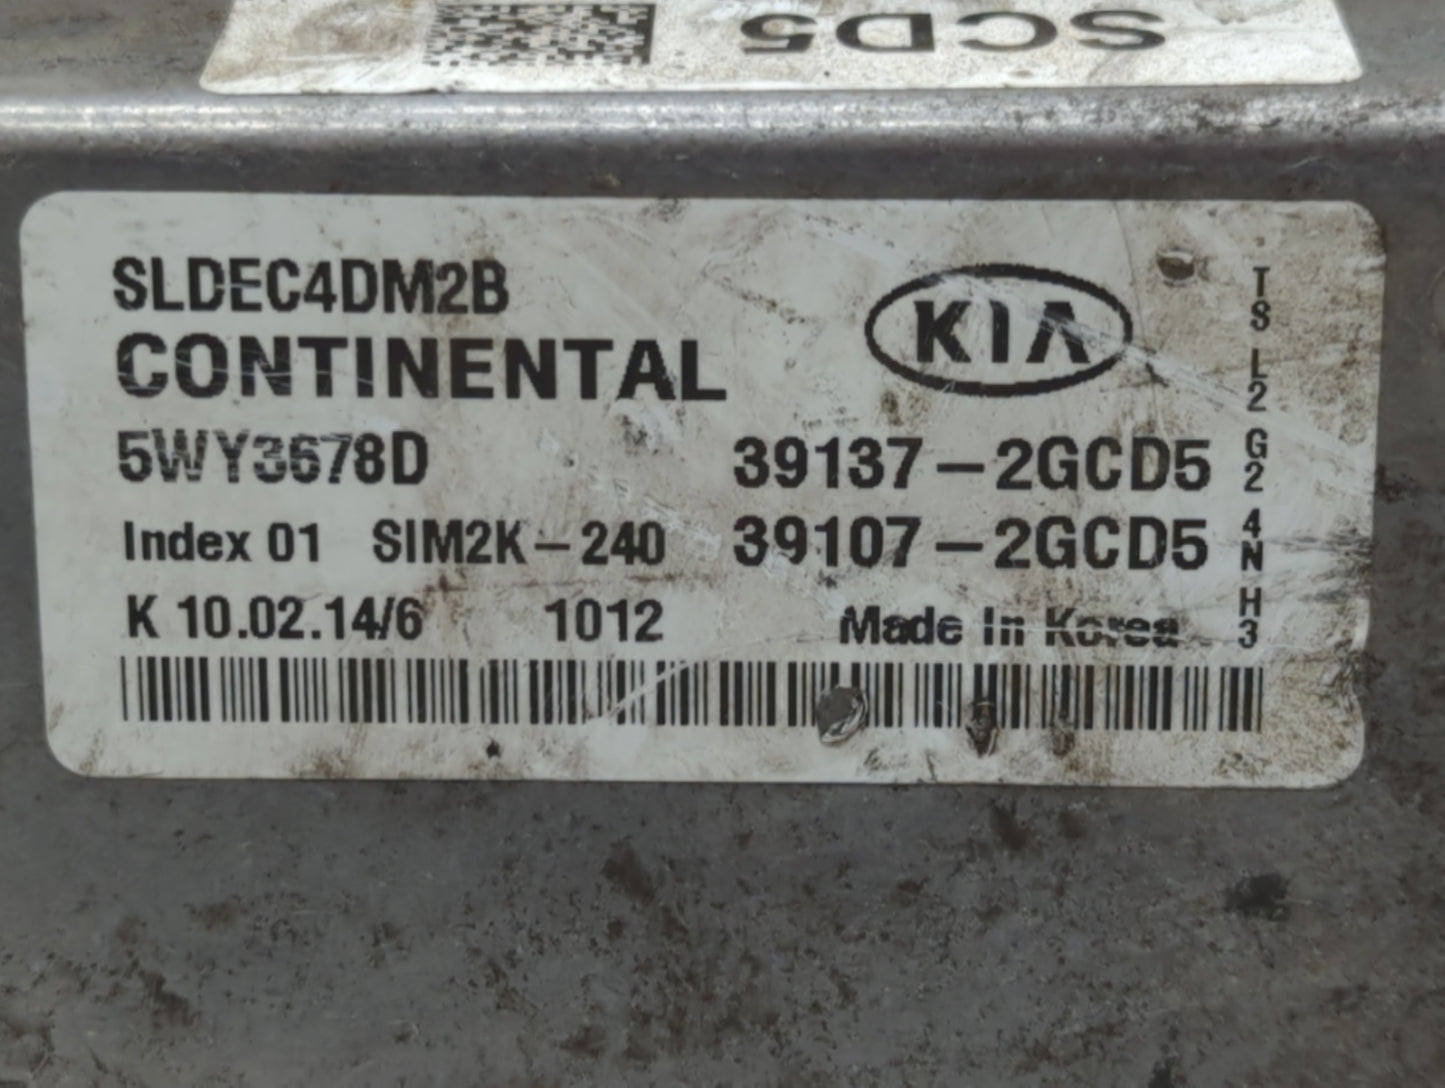 SCD5
SLDEC4DM2B
CONTINENTAL
KIA
5WY3678D
39137-2GCD5
Index 01 SIM2K-240
39107-2GCD5
K 10.02.14/6 1012
Made In Korea
TS L2 G2 4N H3